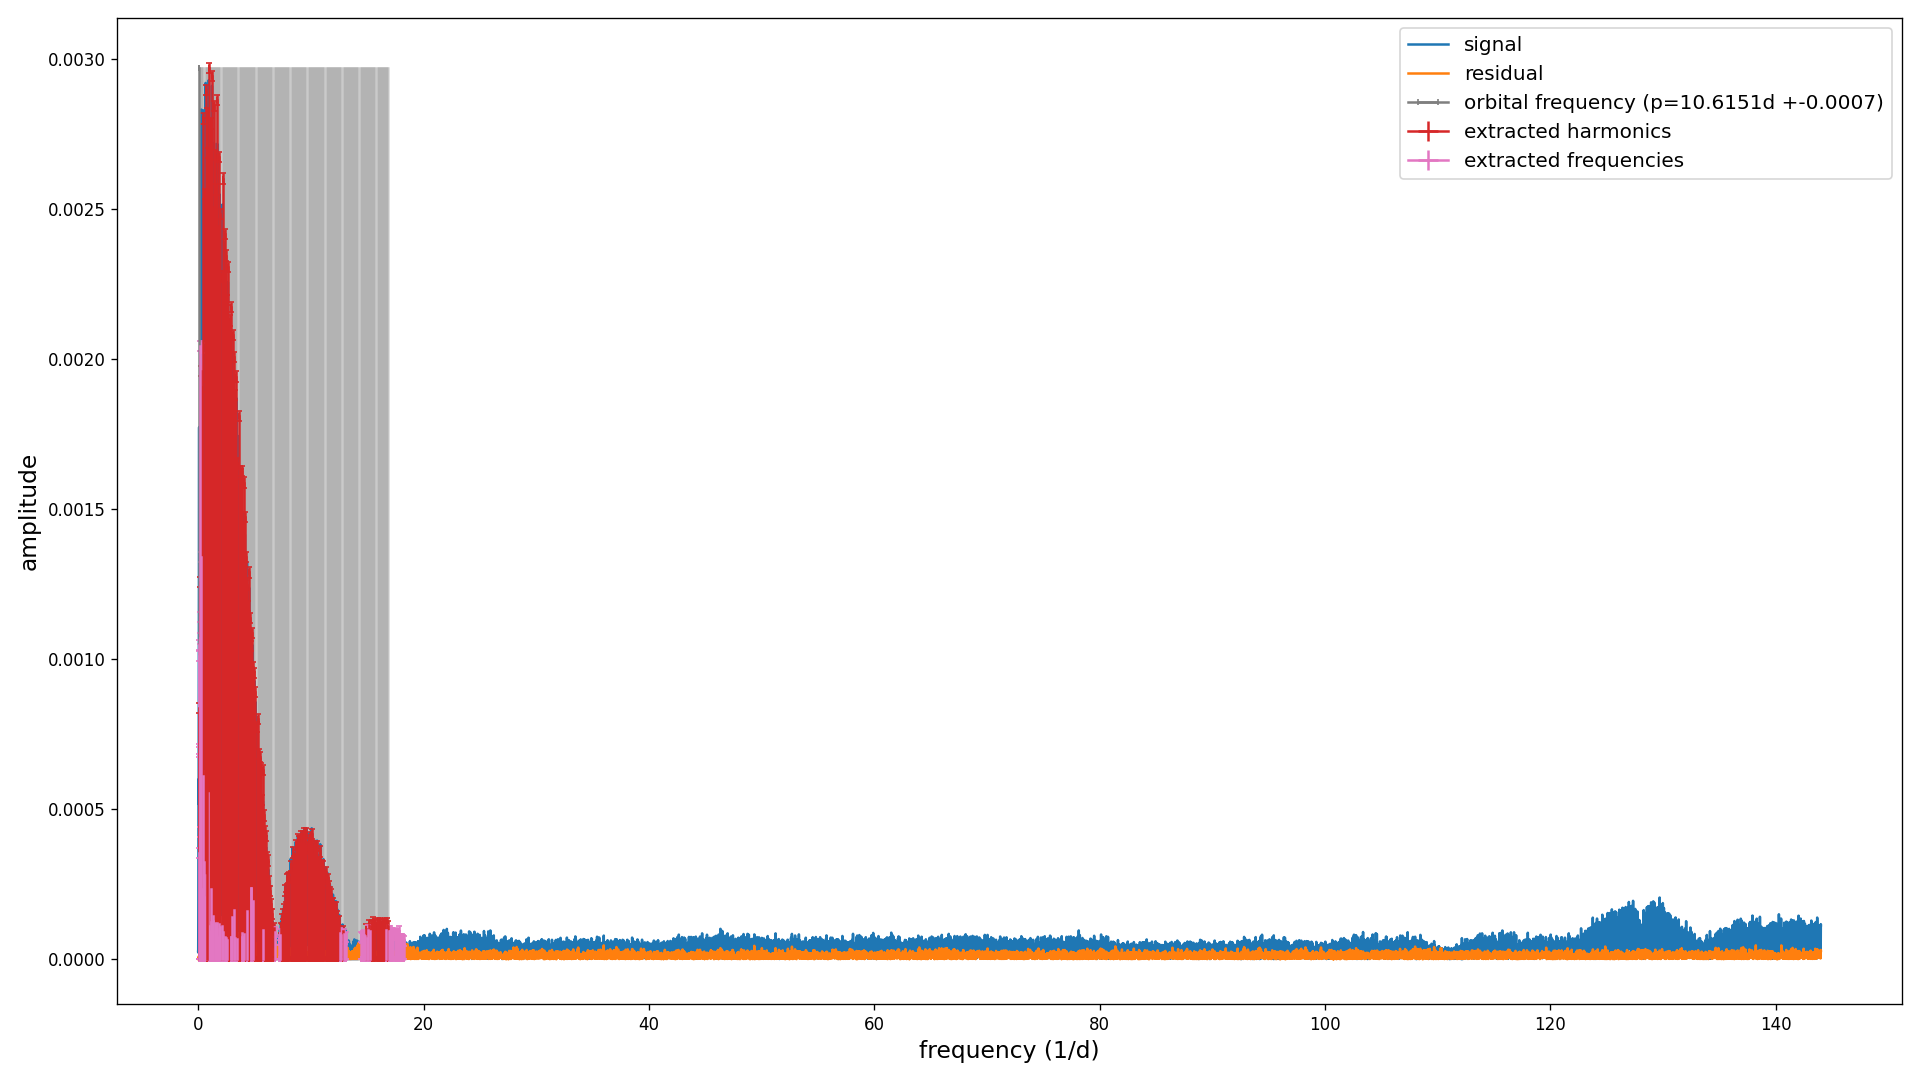 0.0030
0.0025
0.0020
0.0015
0.0010
0.0005
0.0000
amplitude
0 20 40 60 80 100 120 140
frequency (1/d)
signal
residual
orbital frequency (p=10.6151d +-0.0007)
extracted harmonics
extracted frequencies